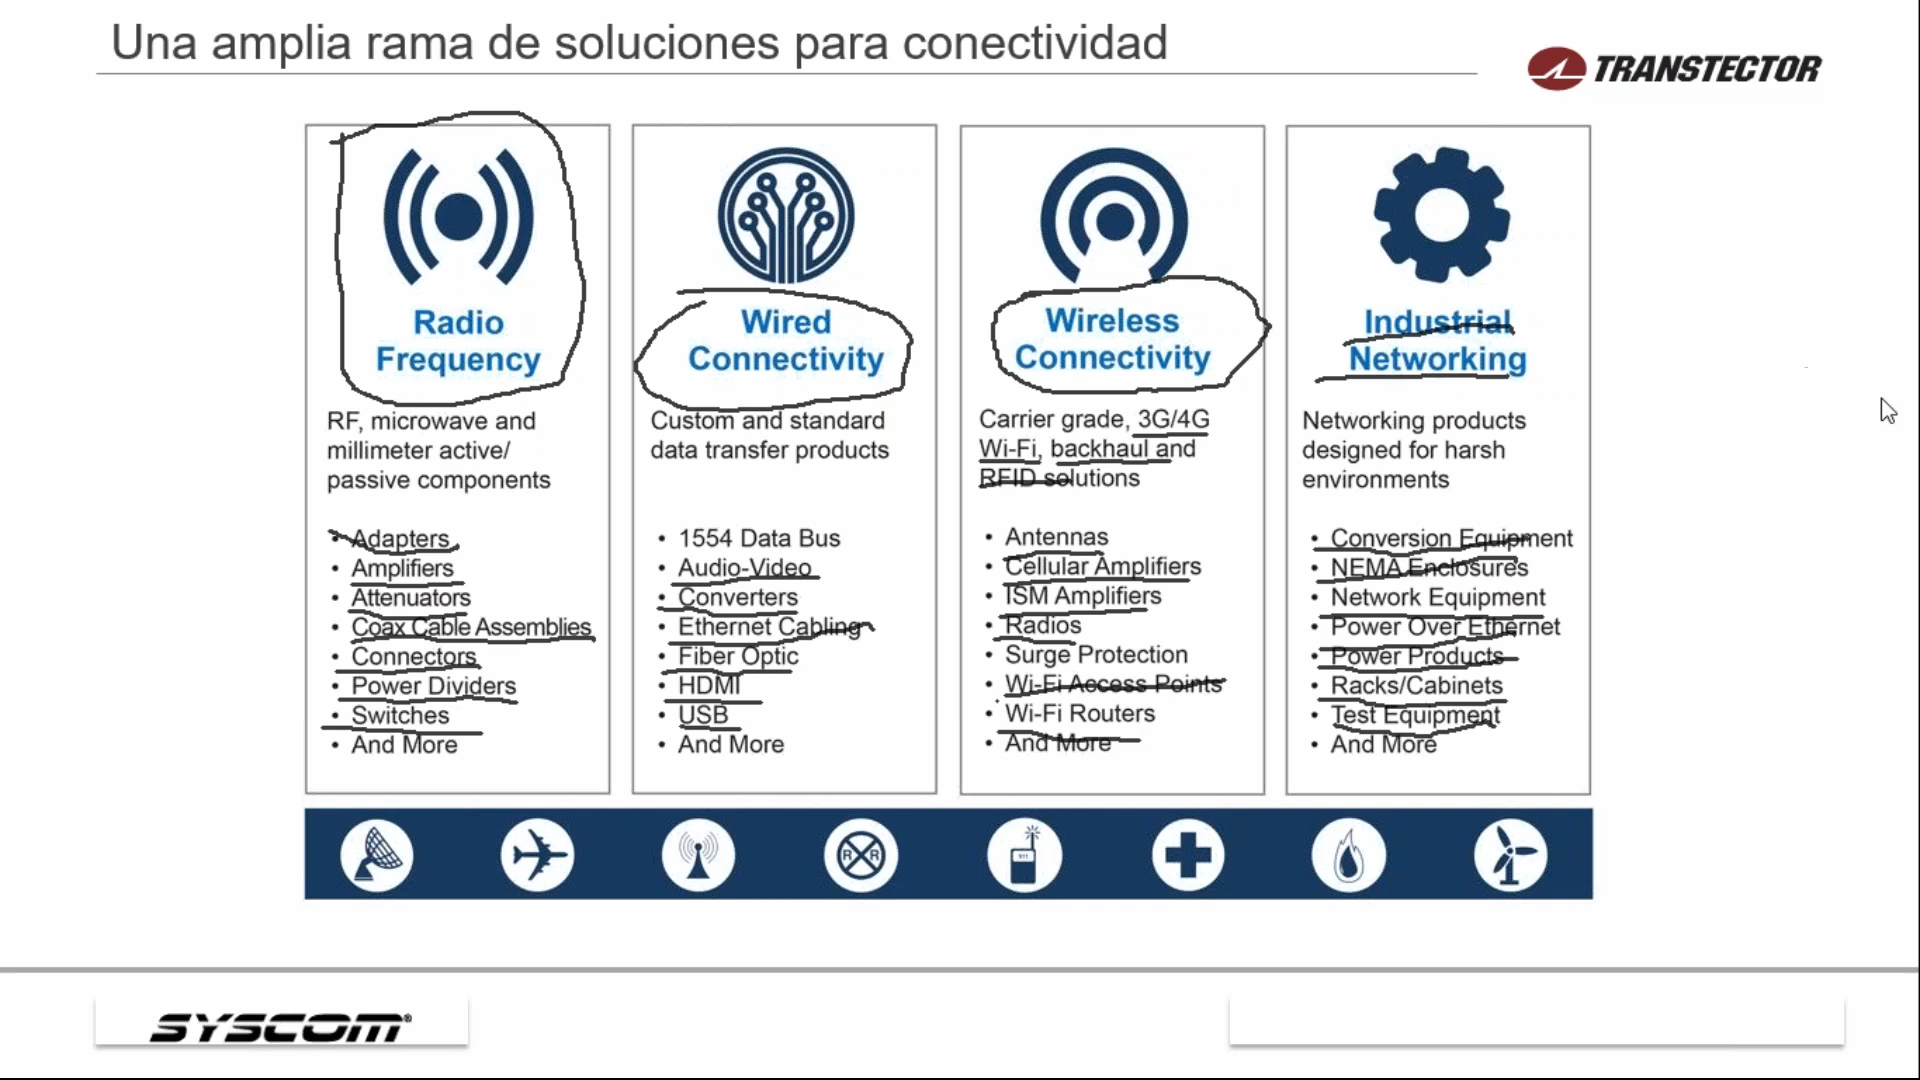 Una amplia rama de soluciones para conectividad
TRANSTECTOR
Radio
Frequency
RF, microwave and
millimeter active/
passive components
• Adapters
• Amplifiers
• Attenuators
• Coax Cable Assemblies
• Connectors
• Power Dividers
• Switches
• And More
Wired
Connectivity
Custom and standard
data transfer products
• 1554 Data Bus
• Audio-Video
• Converters
• Ethernet Cabling
• Fiber Optic
• HDMI
• USB
• And More
Wireless
Connectivity
Carrier grade, 3G/4G
Wi-Fi, backhaul and
RFID solutions
• Antennas
• Cellular Amplifiers
• ISM Amplifiers
• Radios
• Surge Protection
• Wi-Fi Access Points
• Wi-Fi Routers
• And More
Industrial
Networking
Networking products
designed for harsh
environments
• Conversion Equipment
• NEMA Enclosures
• Network Equipment
• Power Over Ethernet
• Power Products
• Racks/Cabinets
• Test Equipment
• And More
R R
911
SYSCOM®